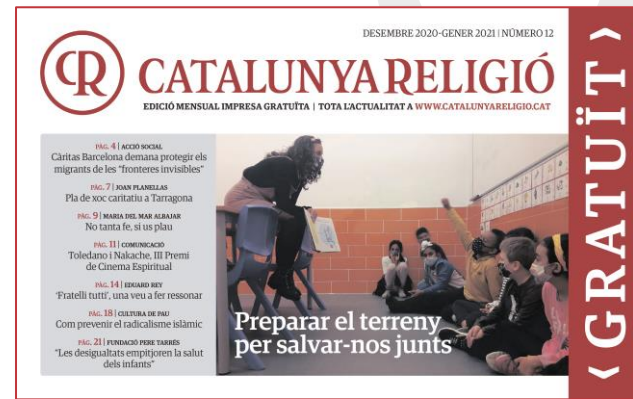 DESEMBRE 2020-GENER 2021 | NÚMERO 12
CR CATALUNYA RELIGIÓ
EDICIÓ MENSUAL IMPRESA GRATUÏTA | TOTA L'ACTUALITAT A WWW.CATALUNYARELIGIO.CAT
PÀG. 4 | ACCIÓ SOCIAL
Càritas Barcelona demana protegir els
migrants de les "fronteres invisibles"
PÀG. 7 | JOAN PLANELLAS
Pla de xoc caritatiu a Tarragona
PÀG. 9 | MARIA DEL MAR ALBAJAR
No tanta fe, si us plau
PÀG. 11 | COMUNICACIÓ
Toledano i Nakache, III Premi
de Cinema Espiritual
PÀG. 14 | EDUARD REY
'Fratelli tutti', una veu a fer ressonar
PÀG. 18 | CULTURA DE PAU
Com prevenir el radicalisme islàmic
PÀG. 21 | FUNDACIÓ PERE TARRÉS
"Les desigualtats empitjoren la salut
dels infants"
Preparar el terreny
per salvar-nos junts
< GRATUÏT >